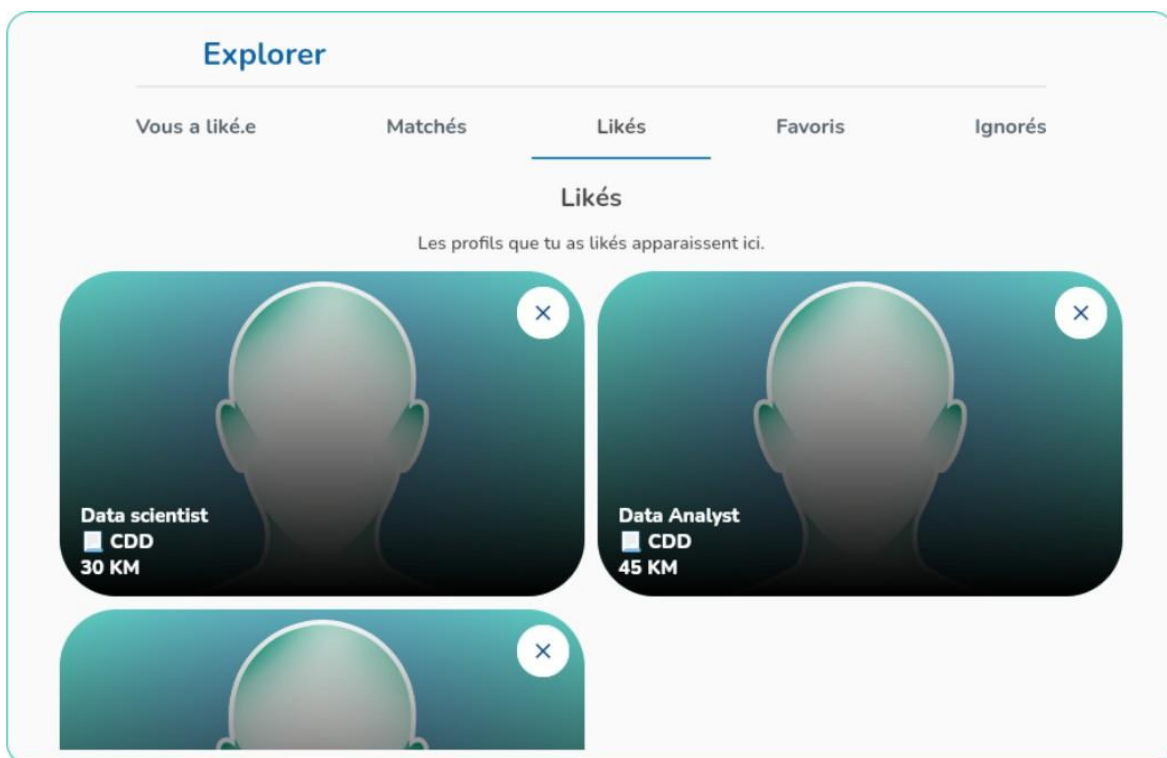 Explorer
Vous a liké.e Matchés Likés Favoris Ignorés
Likés
Les profils que tu as likés apparaissent ici.
Data scientist
📃 CDD
30 KM
Data Analyst
📃 CDD
45 KM